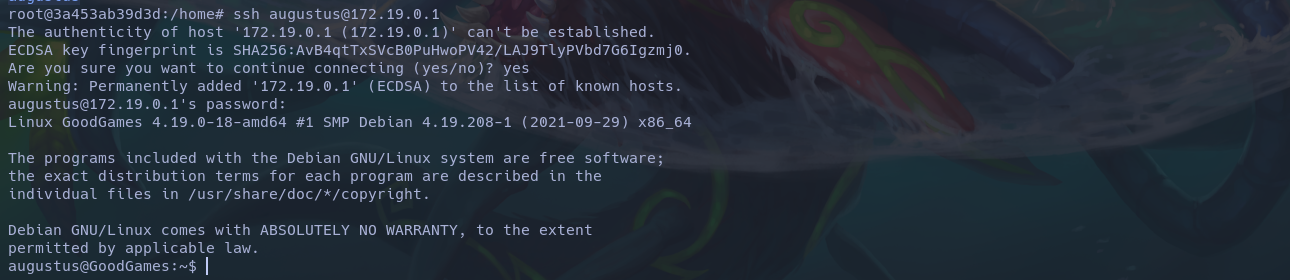 augustus
root@3a453ab39d3d:/home# ssh augustus@172.19.0.1
The authenticity of host '172.19.0.1 (172.19.0.1)' can't be established.
ECDSA key fingerprint is SHA256:AvB4qtTxSVcB0PuHwoPV42/LAJ9TlyPVbd7G6Igzmj0.
Are you sure you want to continue connecting (yes/no)? yes
Warning: Permanently added '172.19.0.1' (ECDSA) to the list of known hosts.
augustus@172.19.0.1's password:
Linux GoodGames 4.19.0-18-amd64 #1 SMP Debian 4.19.208-1 (2021-09-29) x86_64
The programs included with the Debian GNU/Linux system are free software;
the exact distribution terms for each program are described in the
individual files in /usr/share/doc/*/copyright.
Debian GNU/Linux comes with ABSOLUTELY NO WARRANTY, to the extent
permitted by applicable law.
augustus@GoodGames:~$